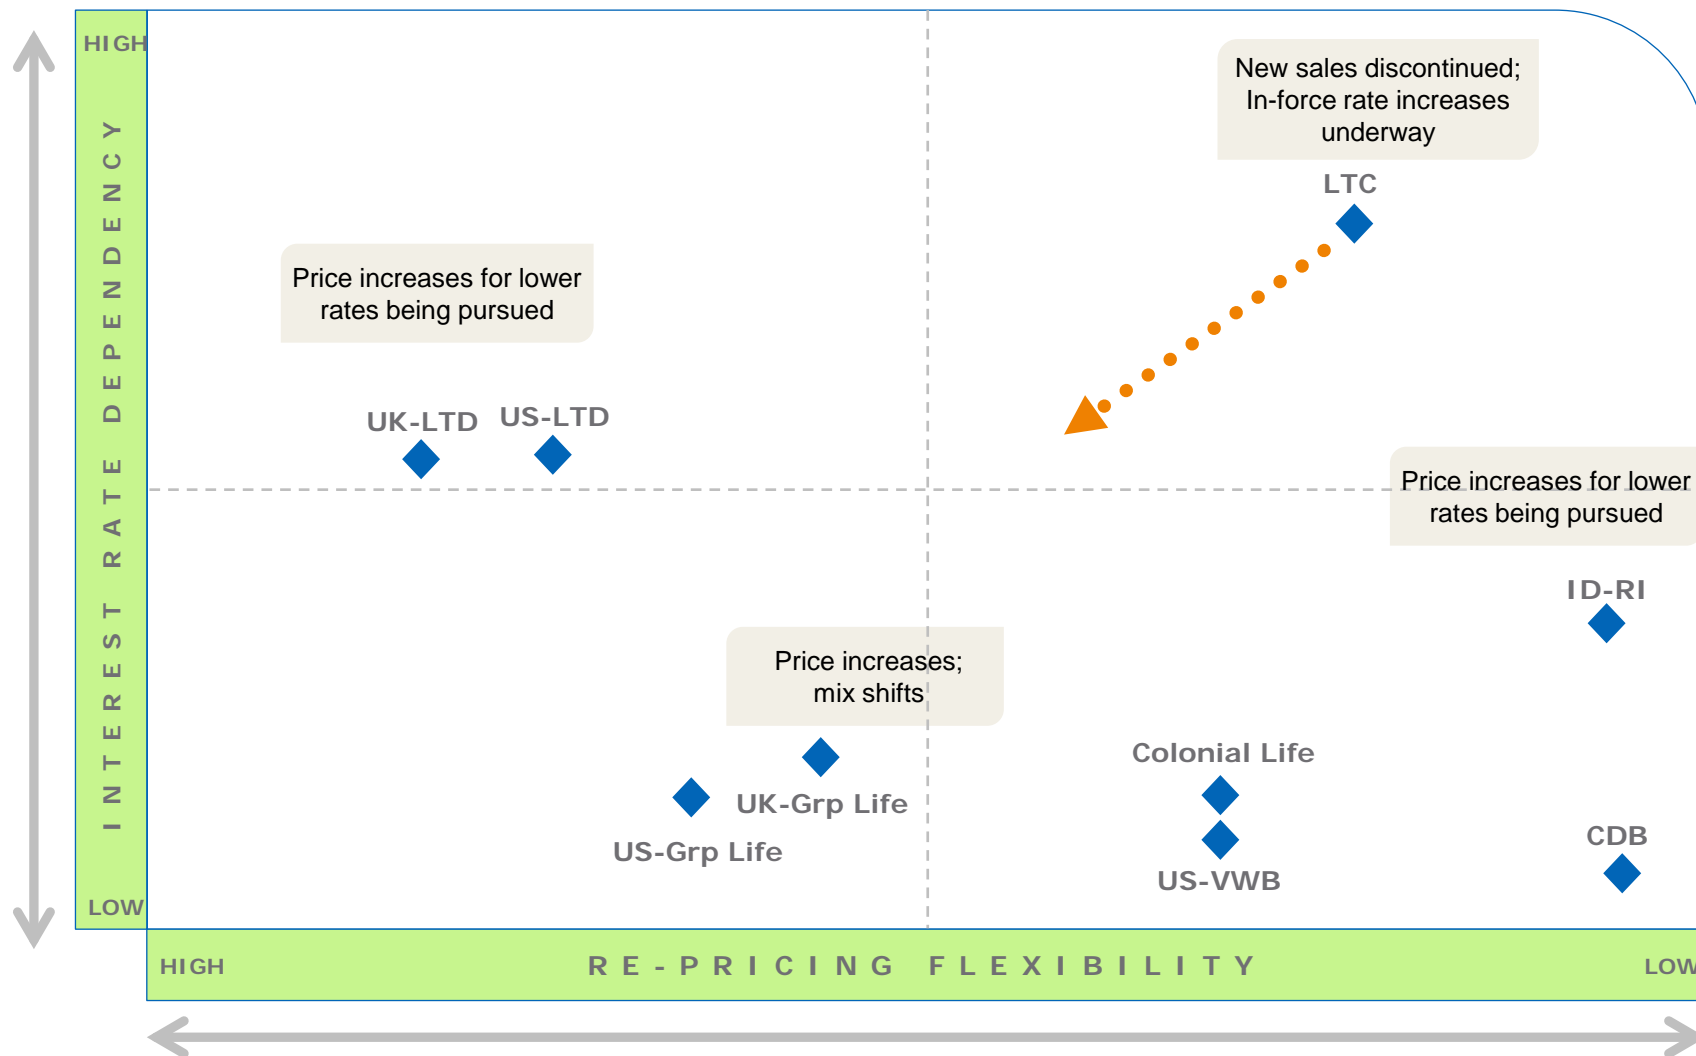 HIGH
INTEREST RATE DEPENDENCY
LOW
New sales discontinued;
In-force rate increases
underway
LTC
Price increases for lower
rates being pursued
UK-LTD
US-LTD
Price increases for lower
rates being pursued
ID-RI
Price increases;
mix shifts
UK-Grp Life
US-Grp Life
Colonial Life
US-VWB
CDB
HIGH
RE-PRICING FLEXIBILITY
LOW